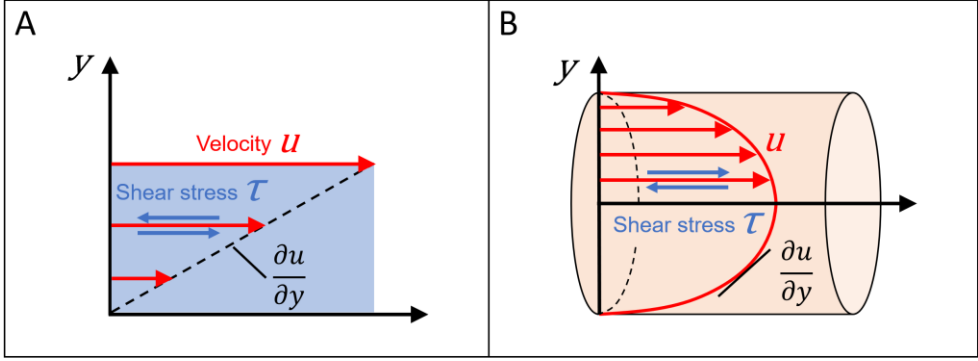 A
y
Velocity u
Shear stress τ
∂u
∂y
B
y
u
Shear stress τ
∂u
∂y